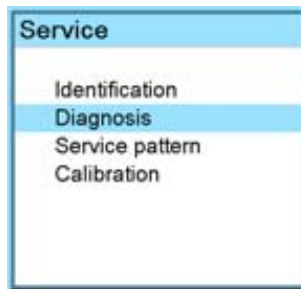 Service
Identification
Diagnosis
Service pattern
Calibration